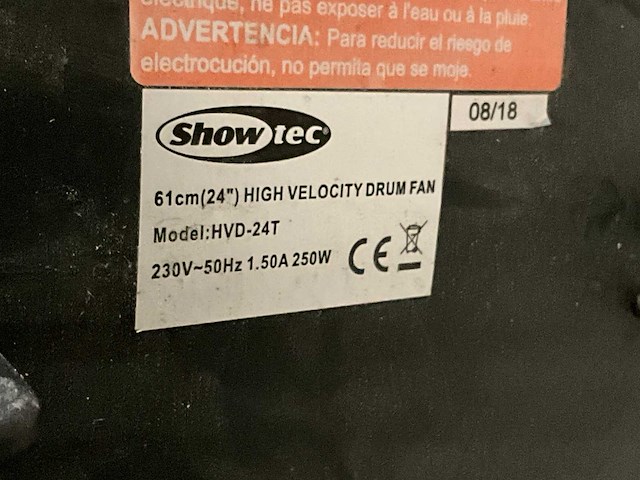 électrique, ne pas exposer à l'eau ou à la pluie.
ADVERTENCIA: Para reducir el riesgo de
electrocución, no permita que se moje.
08/18
Showtec
61cm(24") HIGH VELOCITY DRUM FAN
Model:HVD-24T
230V~50Hz 1.50A 250W CE